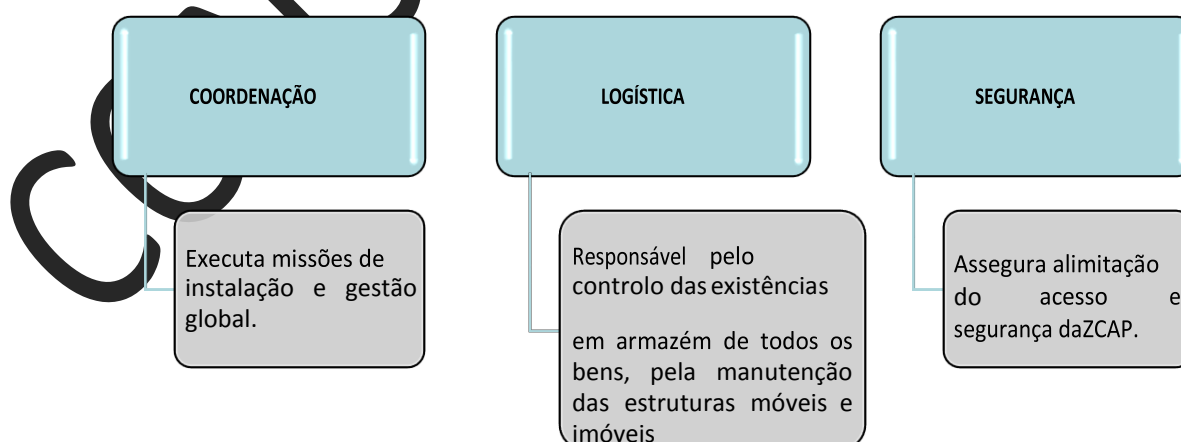 COORDENAÇÃO
Executa missões de
instalação e gestão
global.
LOGÍSTICA
Responsável pelo
controlo das existências
em armazém de todos os
bens, pela manutenção
das estruturas móveis e
imóveis
SEGURANÇA
Assegura alimitação
do acesso e
segurança daZCAP.